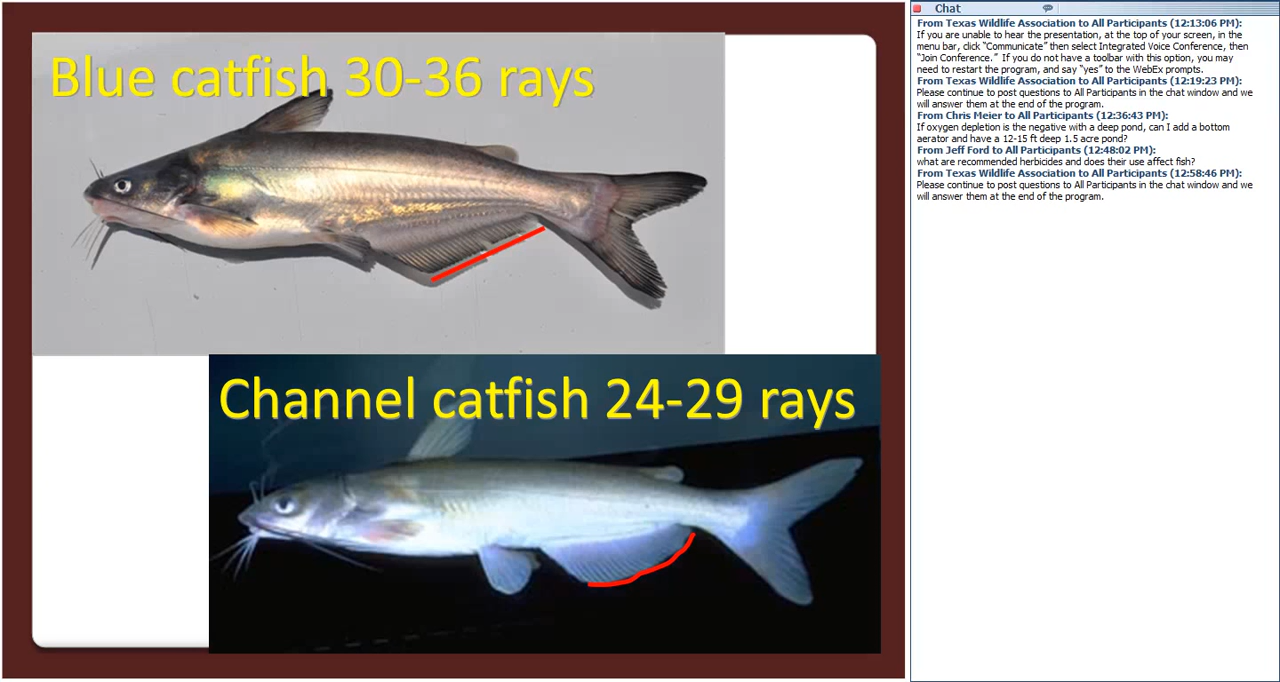 Blue catfish 30-36 rays
Channel catfish 24-29 rays
Chat
From Texas Wildlife Association to All Participants (12:13:06 PM):
If you are unable to hear the presentation, at the top of your screen, in the
menu bar, click “Communicate” then select Integrated Voice Conference, then
“Join Conference.”  If you do not have a toolbar with this option, you may
need to restart the program, and say “yes” to the WebEx prompts.
From Texas Wildlife Association to All Participants (12:19:23 PM):
Please continue to post questions to All Participants in the chat window and we
will answer them at the end of the program.
From Chris Meier to All Participants (12:36:43 PM):
If oxygen depletion is the negative with a deep pond, can I add a bottom
aerator and have a 12-15 ft deep 1.5 acre pond?
From Jeff Ford to All Participants (12:48:02 PM):
what are recommended herbicides and does their use affect fish?
From Texas Wildlife Association to All Participants (12:58:46 PM):
Please continue to post questions to All Participants in the chat window and we
will answer them at the end of the program.